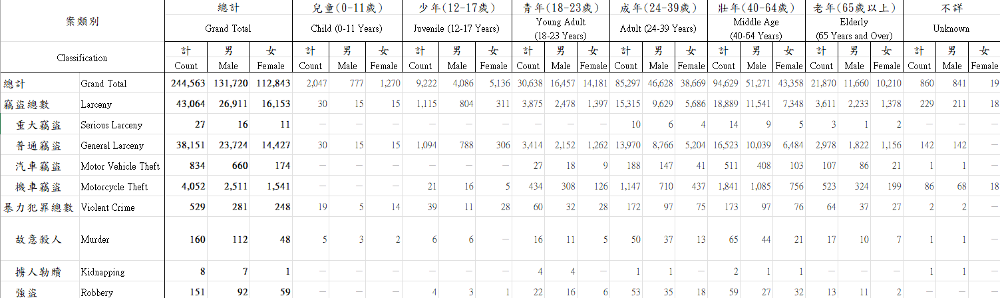 案類別 總計 兒童(0-11歲) 少年(12-17歲) 青年(18-23歲) 成年(24-39歲) 壯年(40-64歲) 老年(65歲以上) 不詳
Grand Total Child (0-11 Years) Juvenile (12-17 Years) Young Adult (18-23 Years) Adult (24-39 Years) Middle Age (40-64 Years) Elderly (65 Years and Over) Unknown
Classification 計 男 女 計 男 女 計 男 女 計 男 女 計 男 女 計 男 女 計 男 女 計 男 女
Count Male Female Count Male Female Count Male Female Count Male Female Count Male Female Count Male Female Count Male Female Count Male Female
總計 Grand Total 244,563 131,720 112,843 2,047 777 1,270 9,222 4,086 5,136 30,638 16,457 14,181 85,297 46,628 38,669 94,629 51,271 43,358 21,870 11,660 10,210 860 841 19
竊盜總數 Larceny 43,064 26,911 16,153 30 15 15 1,115 804 311 3,875 2,478 1,397 15,315 9,629 5,686 18,889 11,541 7,348 3,611 2,233 1,378 229 211 18
重大竊盜 Serious Larceny 27 16 11 — — — — — — — — — 10 6 4 14 9 5 3 1 2 — — —
普通竊盜 General Larceny 38,151 23,724 14,427 30 15 15 1,094 788 306 3,414 2,152 1,262 13,970 8,766 5,204 16,523 10,039 6,484 2,978 1,822 1,156 142 142 —
汽車竊盜 Motor Vehicle Theft 834 660 174 — — — — — — 27 18 9 188 147 41 511 408 103 107 86 21 1 1 —
機車竊盜 Motorcycle Theft 4,052 2,511 1,541 — — — 21 16 5 434 308 126 1,147 710 437 1,841 1,085 756 523 324 199 86 68 18
暴力犯罪總數 Violent Crime 529 281 248 19 5 14 39 11 28 60 32 28 172 97 75 173 97 76 64 37 27 2 2 —
故意殺人 Murder 160 112 48 5 3 2 6 6 — 16 11 5 50 37 13 65 44 21 17 10 7 1 1 —
擄人勒贖 Kidnapping 8 7 1 — — — — — — 4 4 — 1 1 — 2 1 1 — — — 1 1 —
強盜 Robbery 151 92 59 — — — 4 3 1 22 16 6 53 35 18 59 27 32 13 11 2 — — —